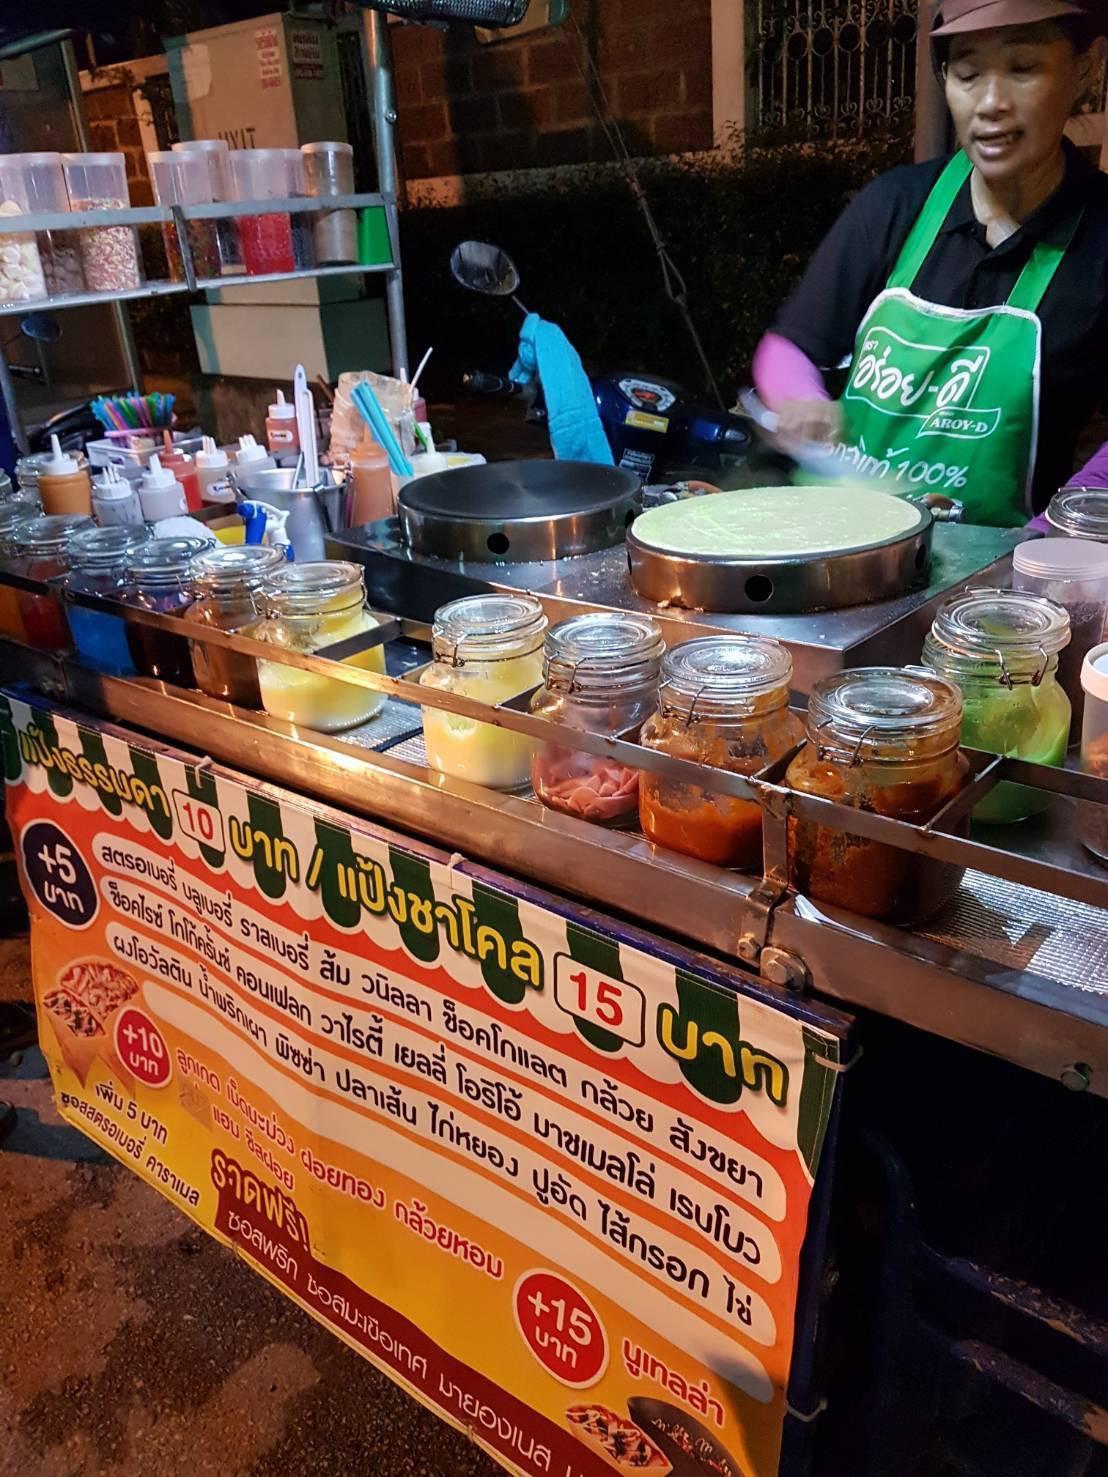 อร่อย-ดี
AROY-D
100%
แป้งธรรมดา 10 บาท / แป้งชาโคล 15 บาท
+5
บาท
สตรอเบอรี่ บลูเบอรี่ ราสเบอรี่ ส้ม วนิลลา ช็อคโกแลต กล้วย สังขยา
ช็อคไรซ์ โกโก้ครั้นช์ คอนเฟลก วาไรตี้ เยลลี่ โอริโอ้ มาชเมลโล่ เรนโบว
ผงโอวัลติน น้ำพริกเผา พิซซ่า ปลาเส้น ไก่หยอง ปูอัด ไส้กรอก ไข่
+10
บาท
ลูกเกด เม็ดมะม่วง ฝอยทอง กล้วยหอม
แฮม ชีสฝอย
เพิ่ม 5 บาท
ซอสสตรอเบอรี่ คาราเมล
ราดฟรี!
ซอสพริก ซอสมะเขือเทศ มายองเนส
+15
บาท
นูเทลล่า